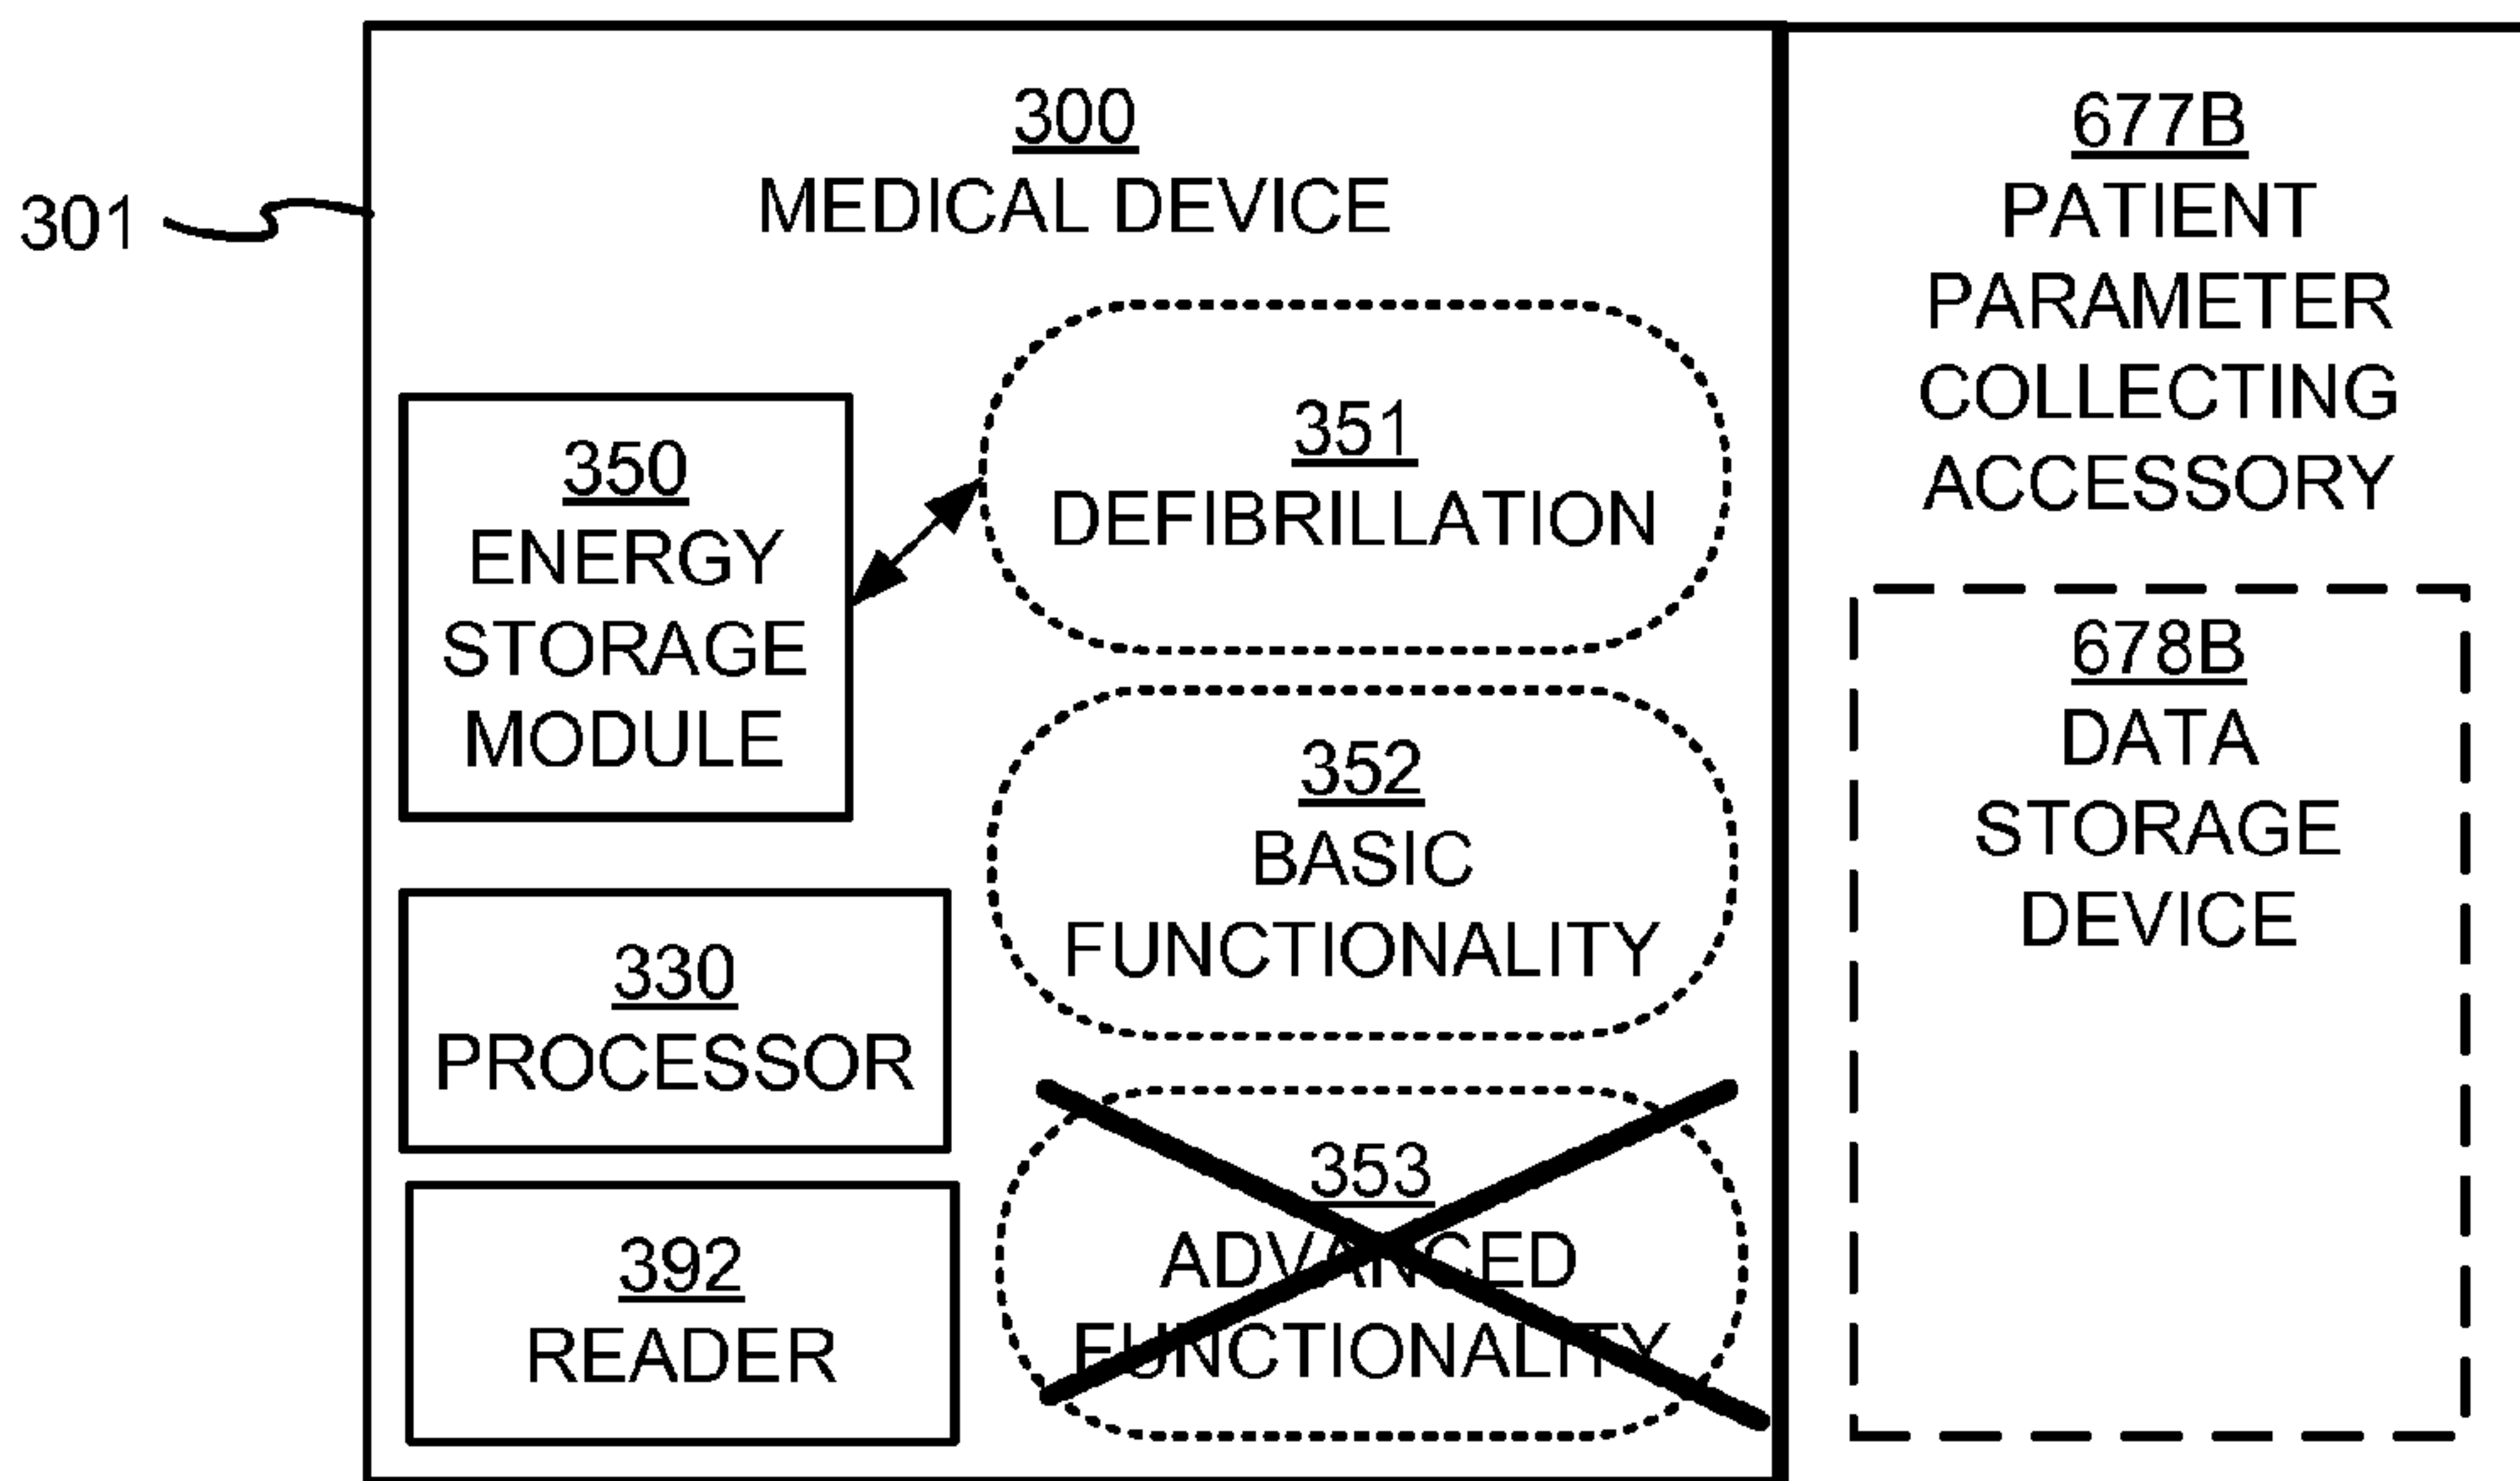 301
300
MEDICAL DEVICE
350
ENERGY
STORAGE
MODULE
351
DEFIBRILLATION
352
BASIC
FUNCTIONALITY
330
PROCESSOR
392
READER
353
ADVANCED
FUNCTIONALITY
677B
PATIENT
PARAMETER
COLLECTING
ACCESSORY
678B
DATA
STORAGE
DEVICE